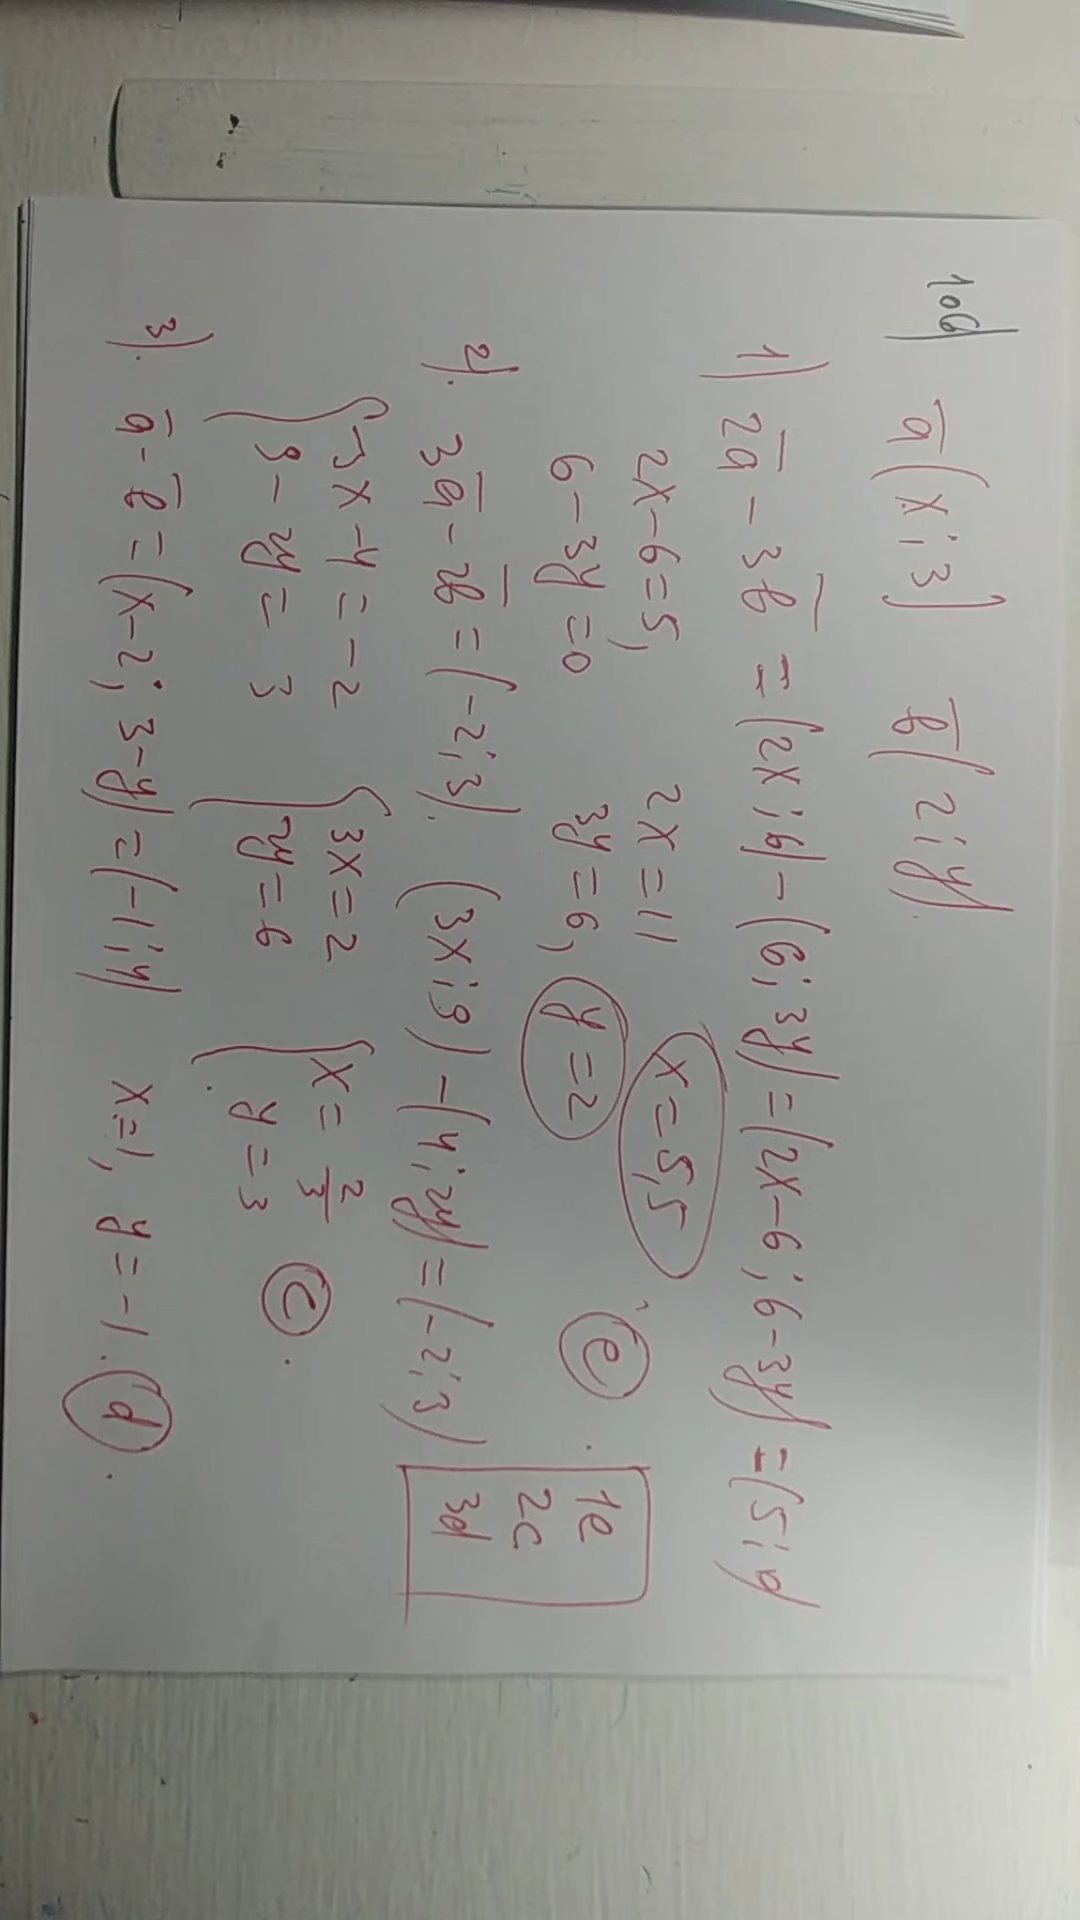 106) a̅(x;3) b̅(2;y).
1) 2a̅ - 3b̅ = (2x;6) - (6;3y) = (2x-6;6-3y) = (5;0)
2x-6=5, 2x=11 x=5,5
6-3y=0 3y=6, y=2 e.
2). 3a̅-2b̅=(-2;3). (3x;9)-(4;2y)=(-2;3)
{3x-4=-2 {3x=2 {x=2/3
9-2y=3 2y=6 y=3 c.
3). a̅-b̅=(x-2;3-y)=(-1;4) x=1, y=-1. d.
1e
2c
3d